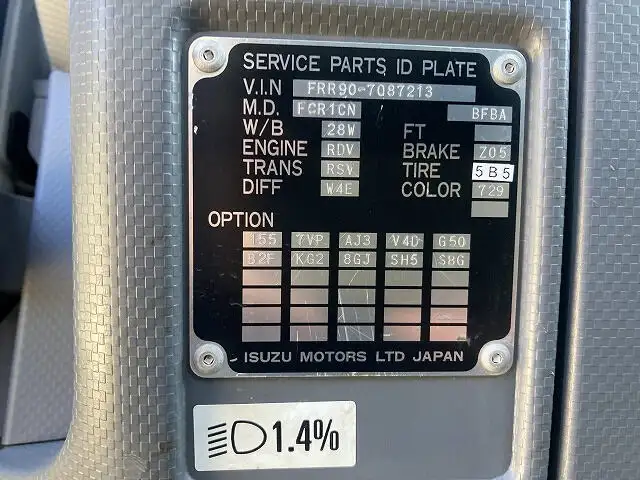 SERVICE PARTS ID PLATE
V.I.N FRR90-7087213
M.D. FCR1CN BFBA
W/B 28W FT
ENGINE RDV BRAKE Z05
TRANS RSV TIRE 5B5
DIFF W4E COLOR 729
OPTION
155 7VP AJ3 V4D G50
B2F KG2 8GJ SH5 S8G
ISUZU MOTORS LTD JAPAN
1.4%